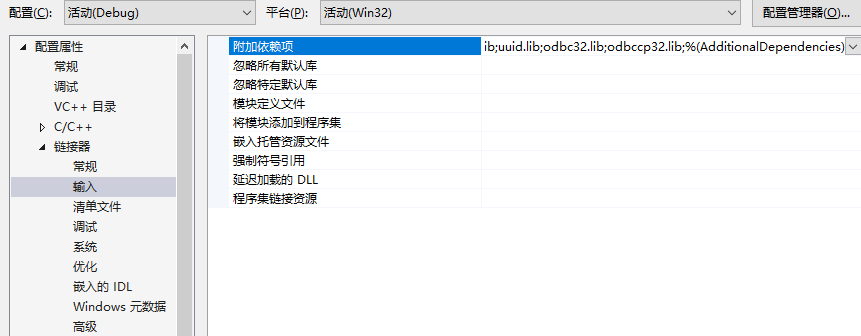 配置(C): 活动(Debug) 平台(P): 活动(Win32) 配置管理器(O)...
配置属性
常规
调试
VC++ 目录
C/C++
链接器
常规
输入
清单文件
调试
系统
优化
嵌入的 IDL
Windows 元数据
高级
附加依赖项 ib;uuid.lib;odbc32.lib;odbccp32.lib;%(AdditionalDependencies)
忽略所有默认库
忽略特定默认库
模块定义文件
将模块添加到程序集
嵌入托管资源文件
强制符号引用
延迟加载的 DLL
程序集链接资源